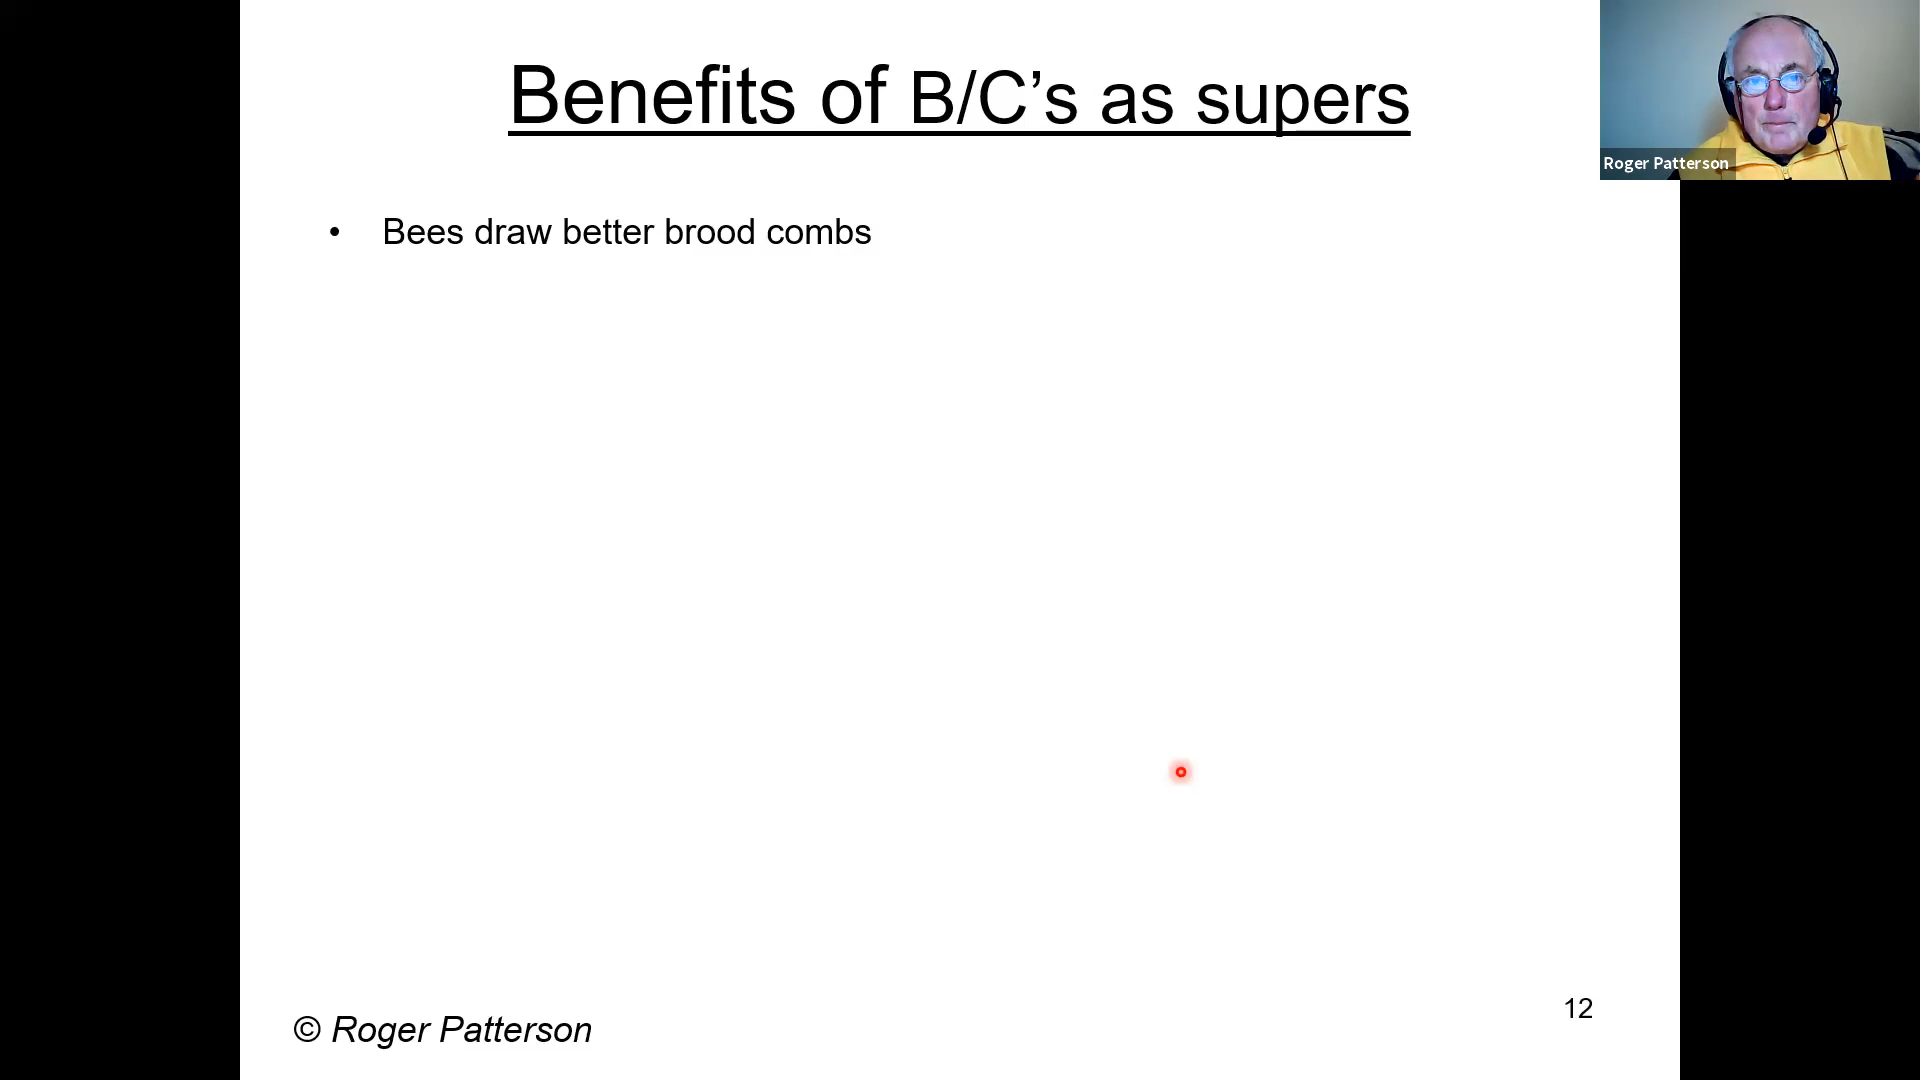 Benefits of B/C’s as supers
Roger Patterson
• Bees draw better brood combs
12
© Roger Patterson